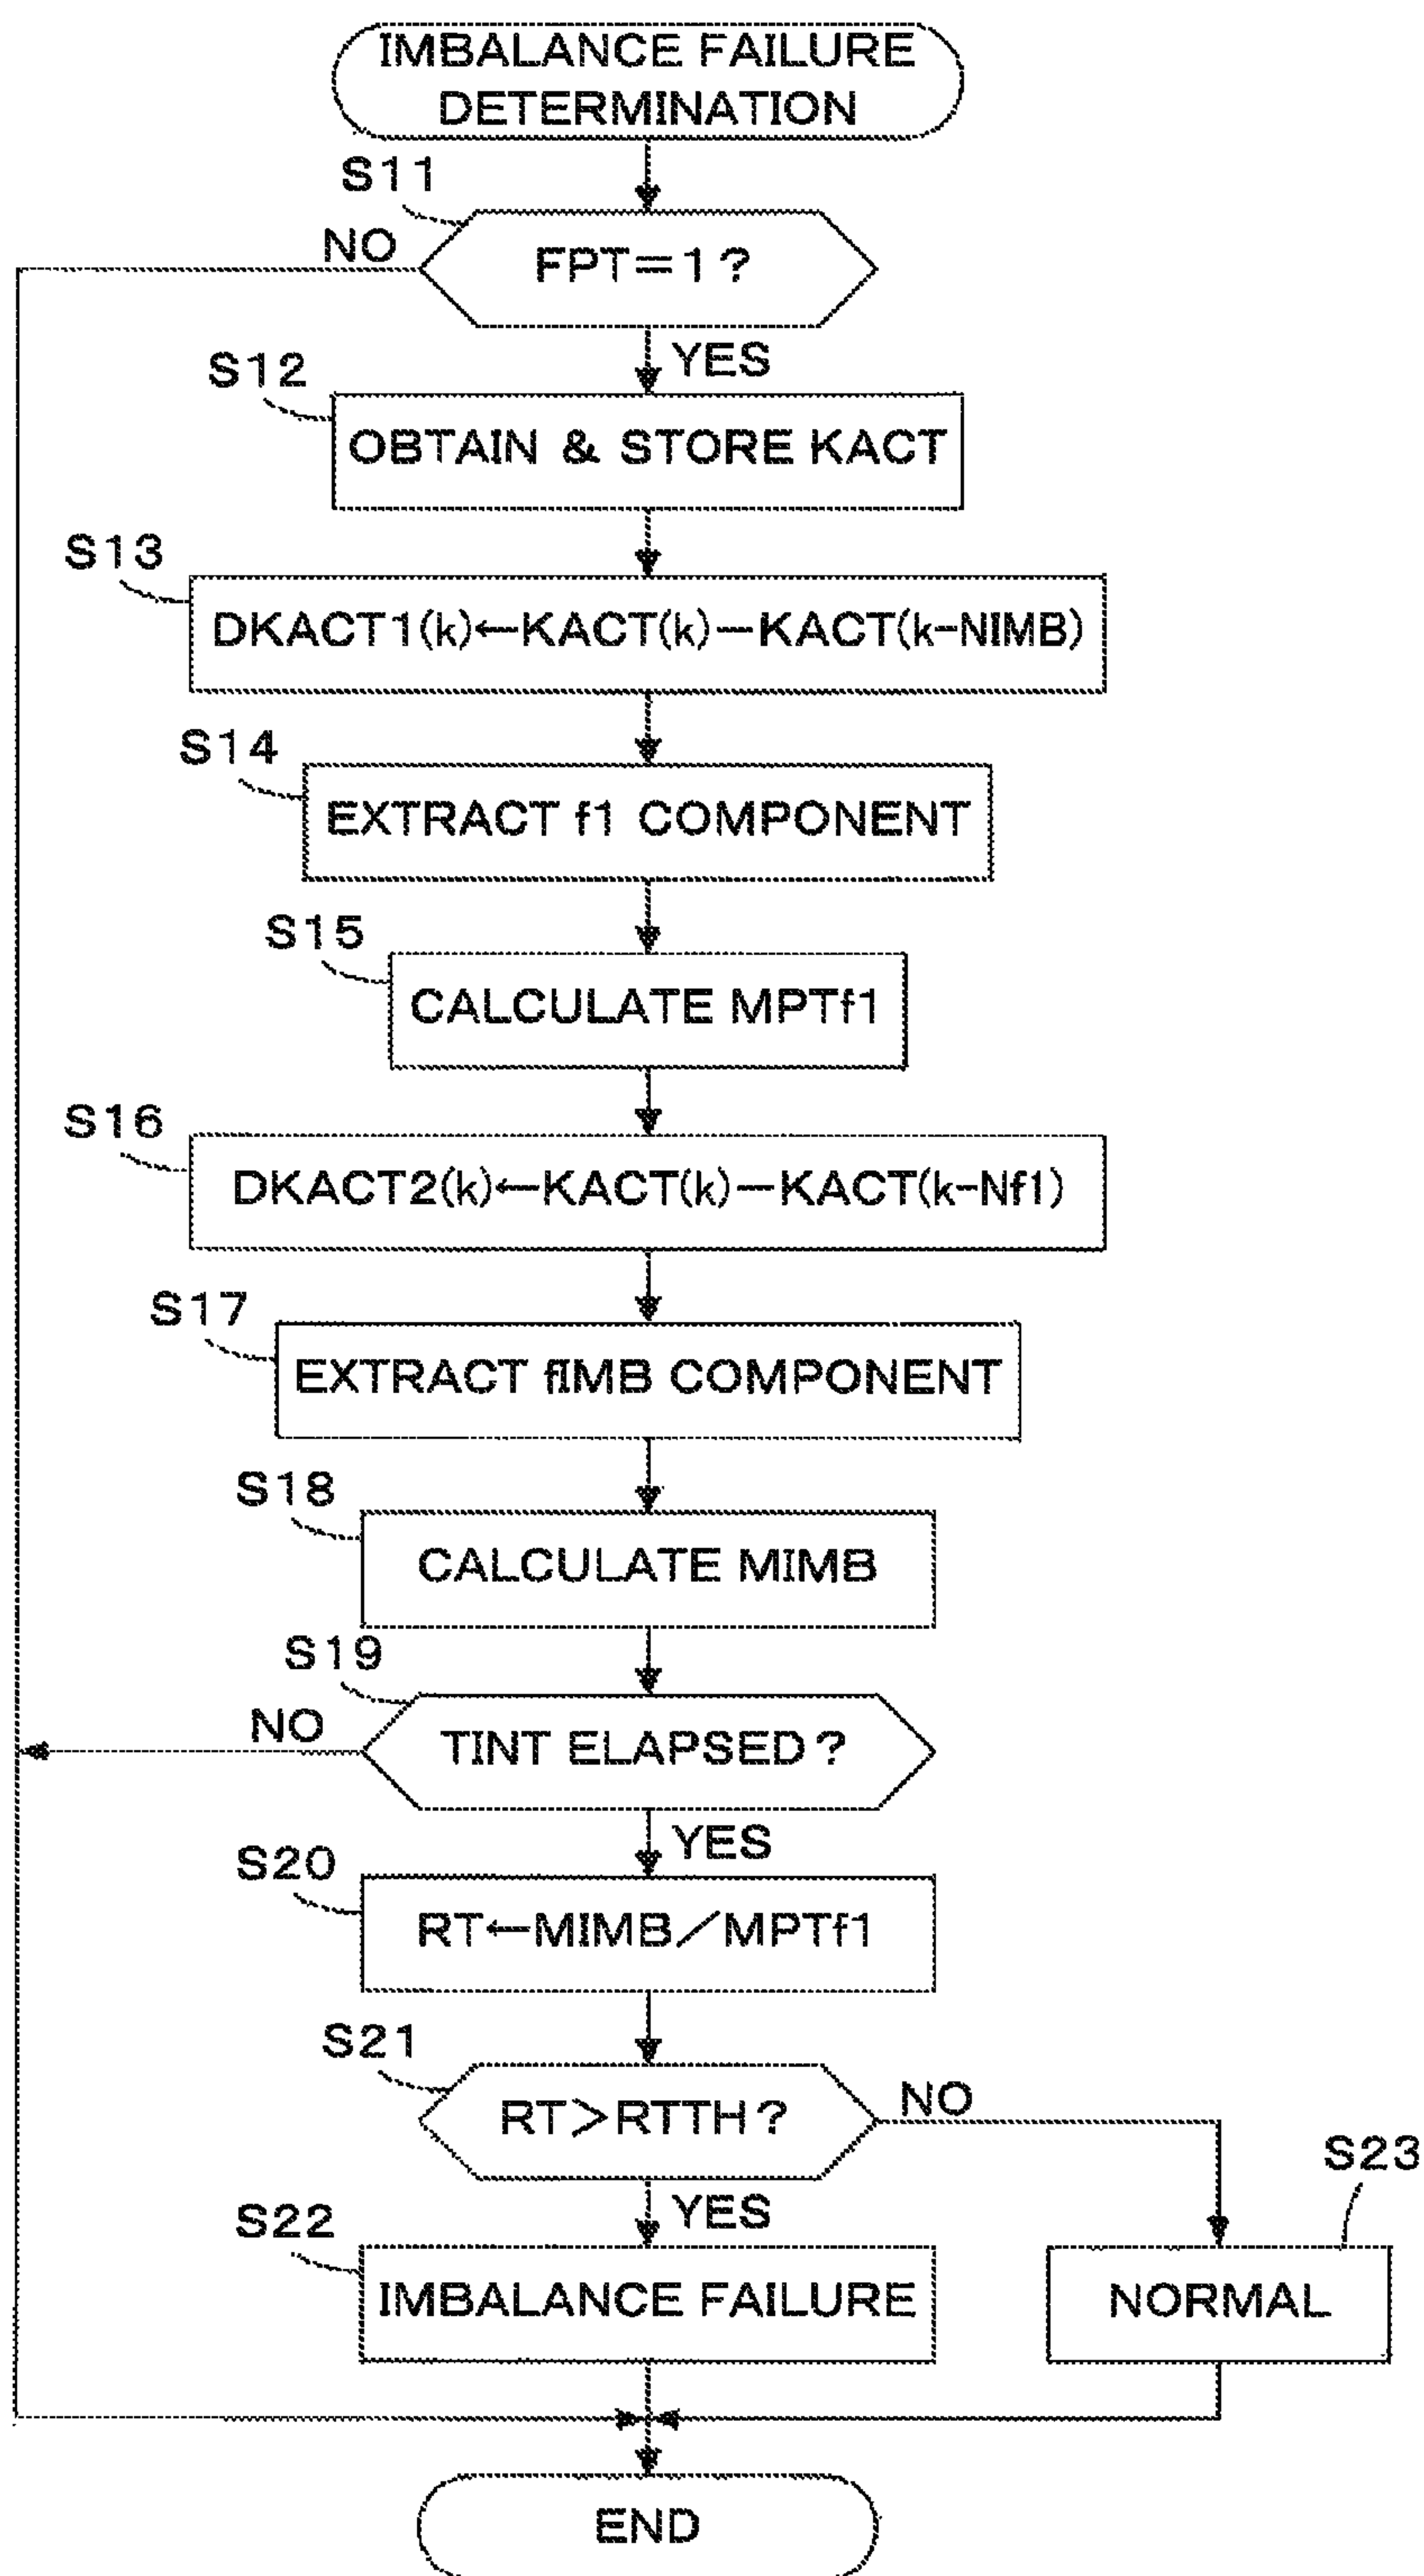 IMBALANCE FAILURE
DETERMINATION
S11
NO
FPT=1?
YES
S12
OBTAIN & STORE KACT
S13
DKACT1(k)←KACT(k)−KACT(k-NIMB)
S14
EXTRACT f1 COMPONENT
S15
CALCULATE MPTf1
S16
DKACT2(k)←KACT(k)−KACT(k-Nf1)
S17
EXTRACT fIMB COMPONENT
S18
CALCULATE MIMB
S19
NO
TINT ELAPSED?
YES
S20
RT←MIMB/MPTf1
S21
RT>RTTH?
NO
YES
S23
S22
IMBALANCE FAILURE
NORMAL
END